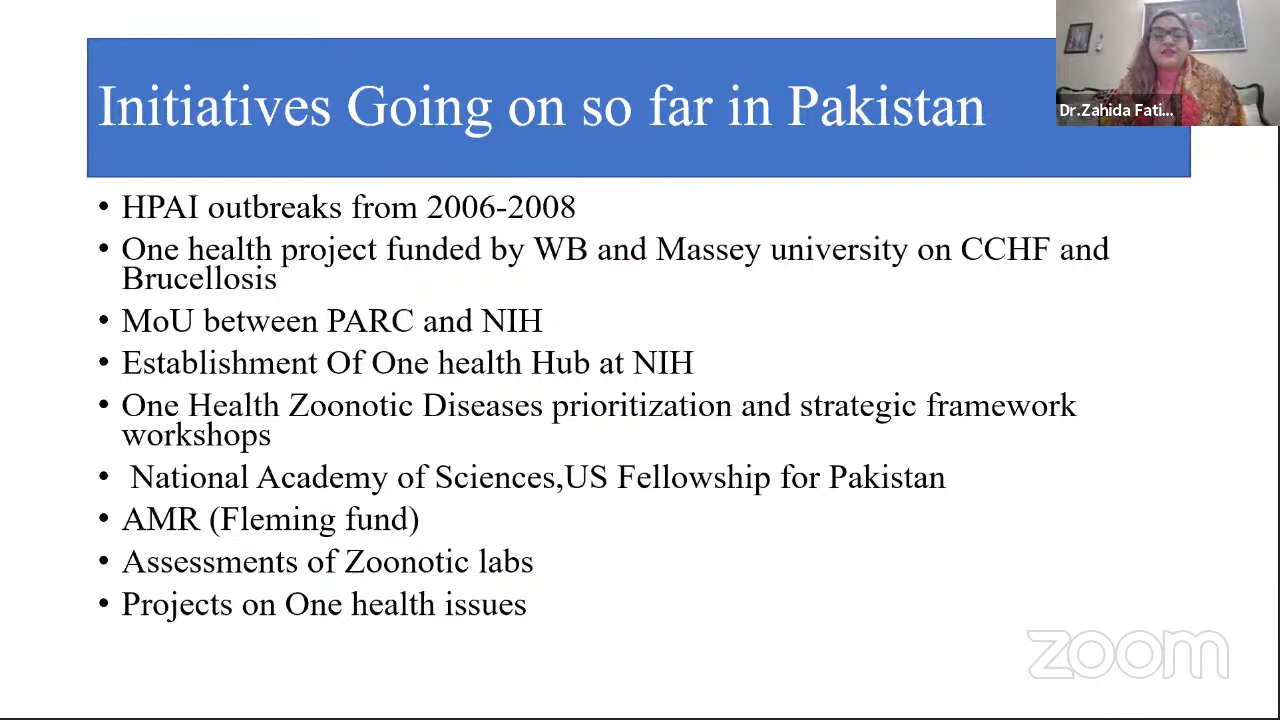 Initiatives Going on so far in Pakistan
Dr.Zahida Fati...
• HPAI outbreaks from 2006-2008
• One health project funded by WB and Massey university on CCHF and
Brucellosis
• MoU between PARC and NIH
• Establishment Of One health Hub at NIH
• One Health Zoonotic Diseases prioritization and strategic framework
workshops
• National Academy of Sciences,US Fellowship for Pakistan
• AMR (Fleming fund)
• Assessments of Zoonotic labs
• Projects on One health issues
zoom